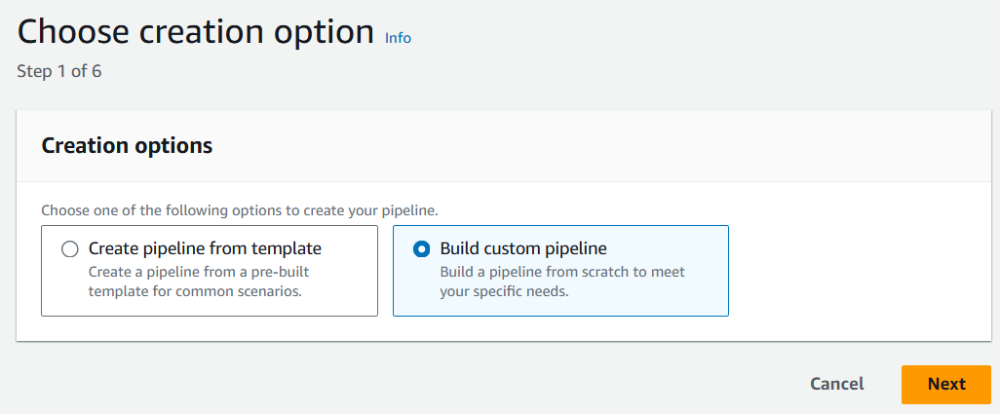 Choose creation option Info
Step 1 of 6
Creation options
Choose one of the following options to create your pipeline.
Create pipeline from template
Create a pipeline from a pre-built
template for common scenarios.
Build custom pipeline
Build a pipeline from scratch to meet
your specific needs.
Cancel
Next